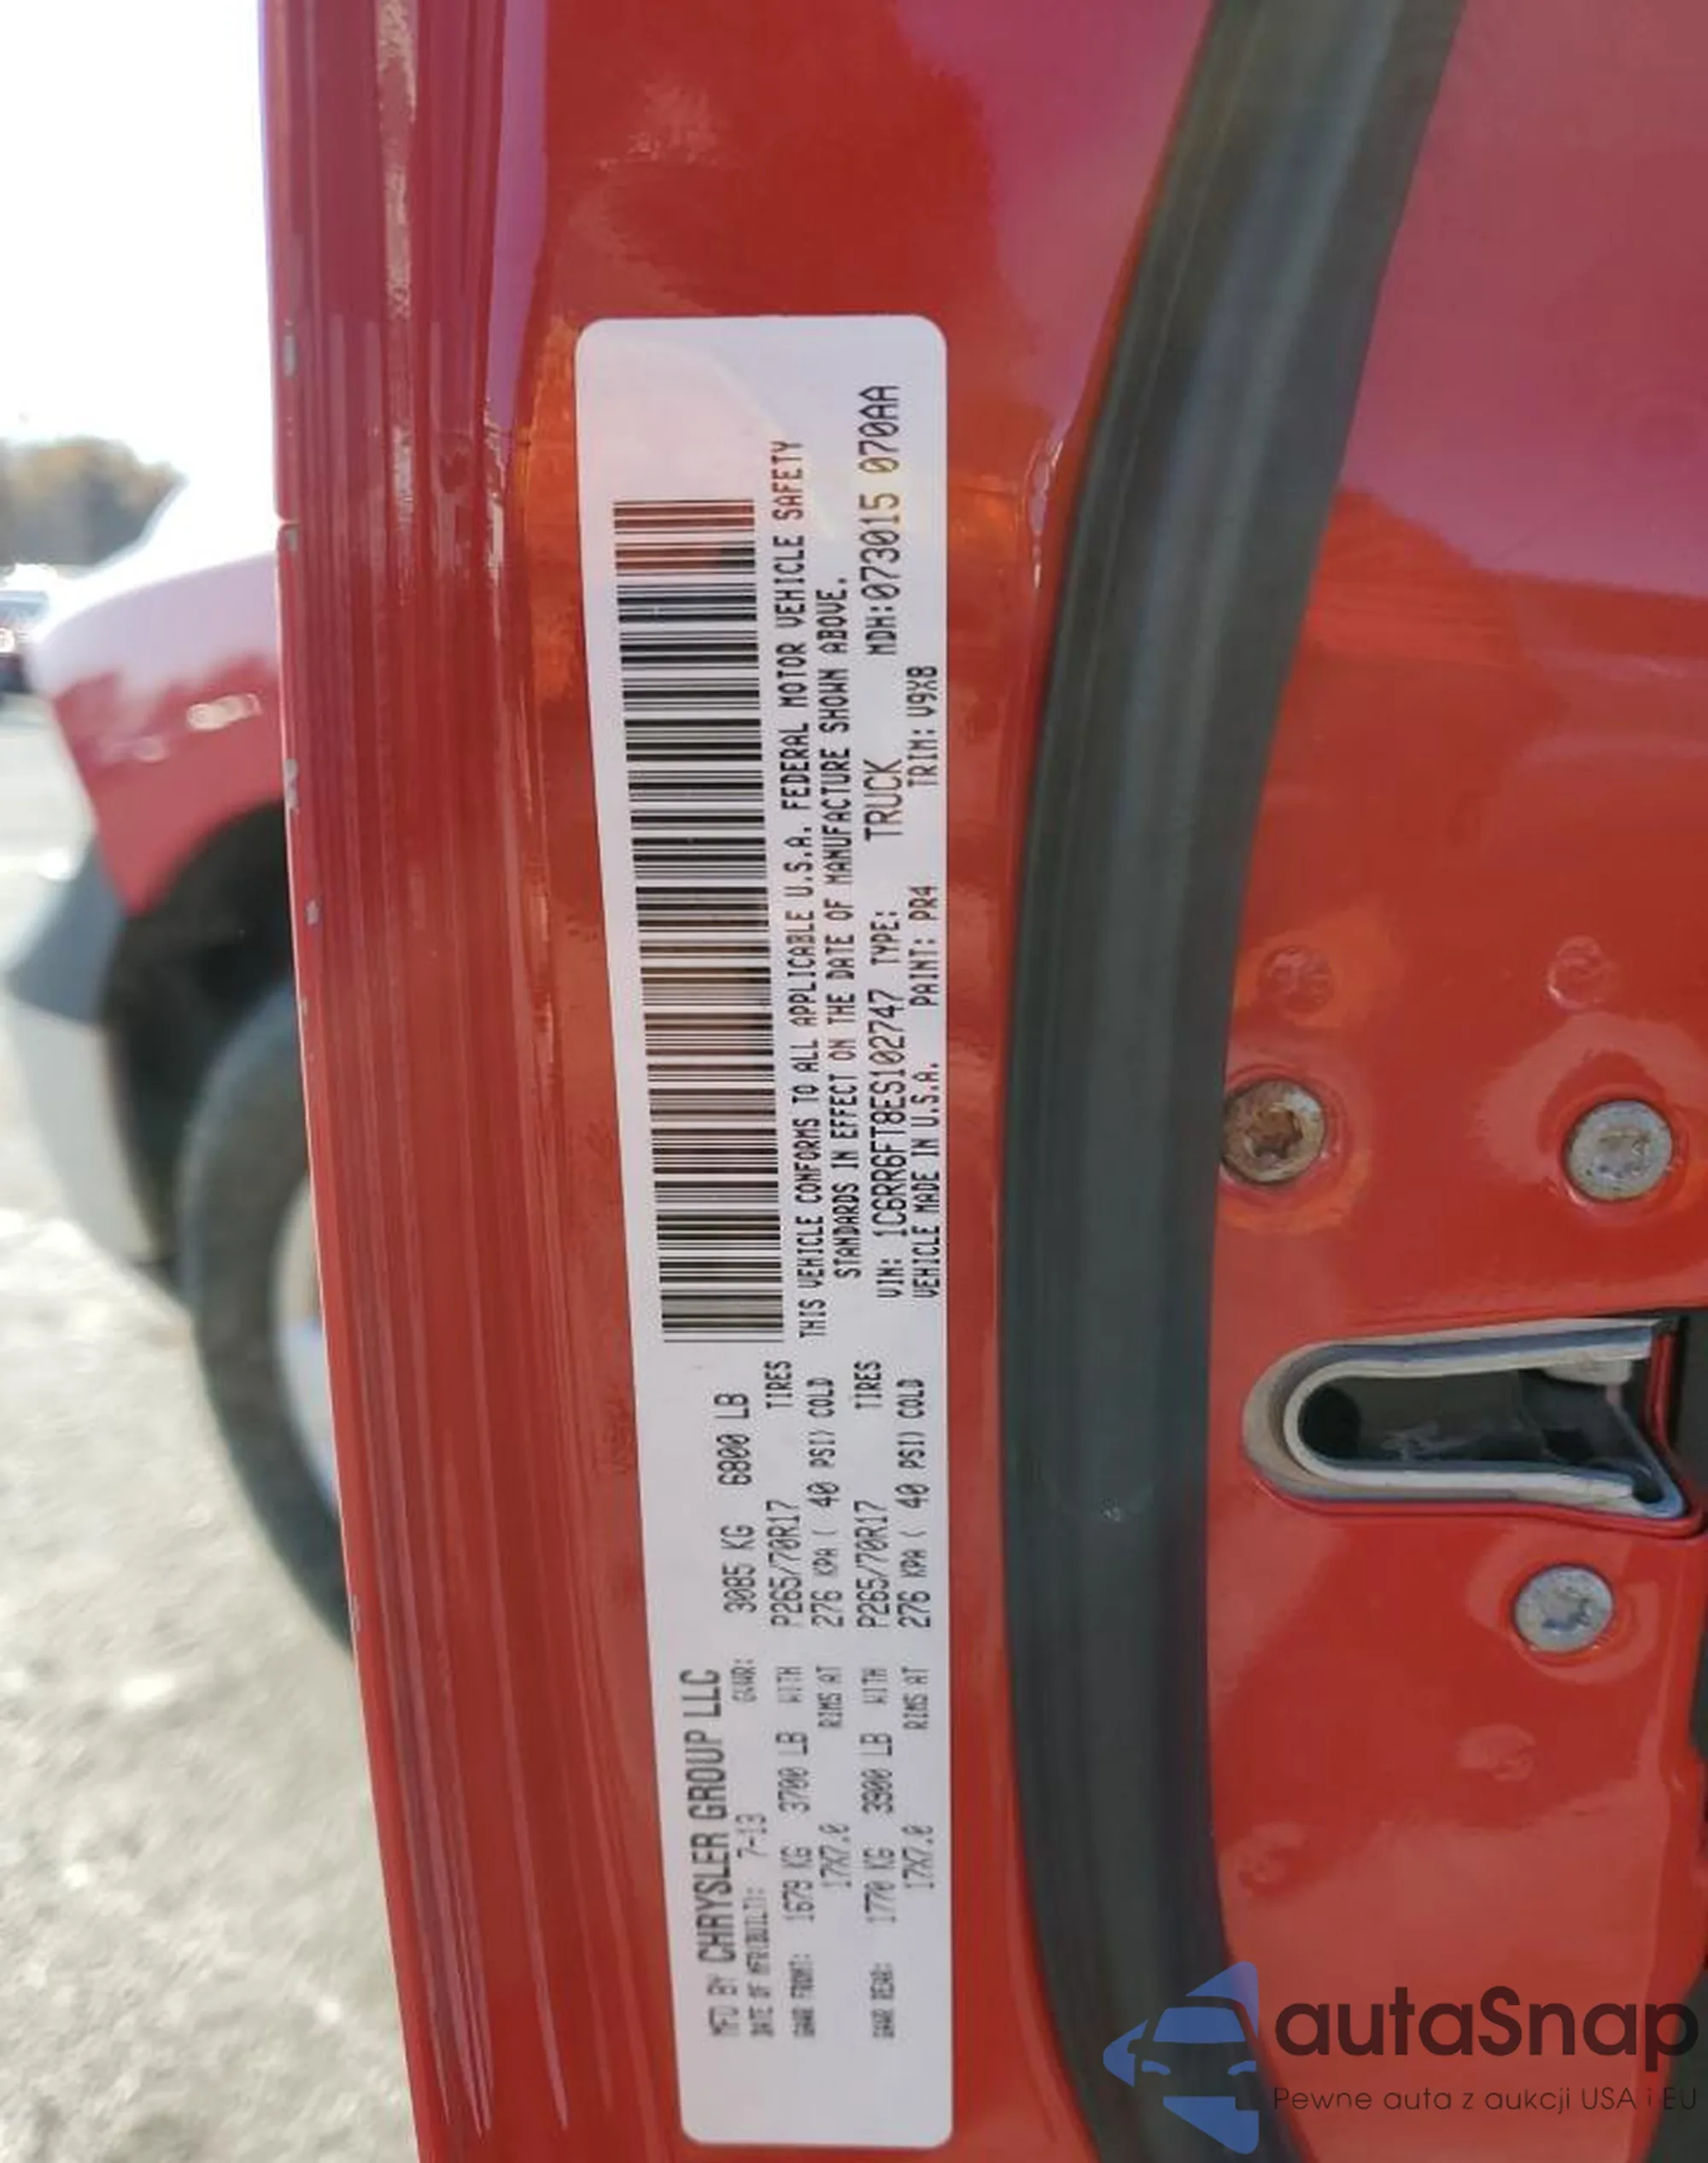 MFD BY CHRYSLER GROUP LLC
DATE OF MFR(BUILT): 7-13 GVWR: 3085 KG 6800 LB
GAWR FRONT: 1679 KG 3700 LB WITH P265/70R17 TIRES
17X7.0 RIMS AT 276 KPA ( 40 PSI) COLD
GAWR REAR: 1770 KG 3900 LB WITH P265/70R17 TIRES
17X7.0 RIMS AT 276 KPA ( 40 PSI) COLD
THIS VEHICLE CONFORMS TO ALL APPLICABLE U.S.A. FEDERAL MOTOR VEHICLE SAFETY
STANDARDS IN EFFECT ON THE DATE OF MANUFACTURE SHOWN ABOVE.
VIN: 1C6RR6FT8ES102747 TYPE: TRUCK MDH:073015 070AA
VEHICLE MADE IN U.S.A. PAINT: PR4 TRIM: V9X8
autaSnap
Pewne auta z aukcji USA i EU